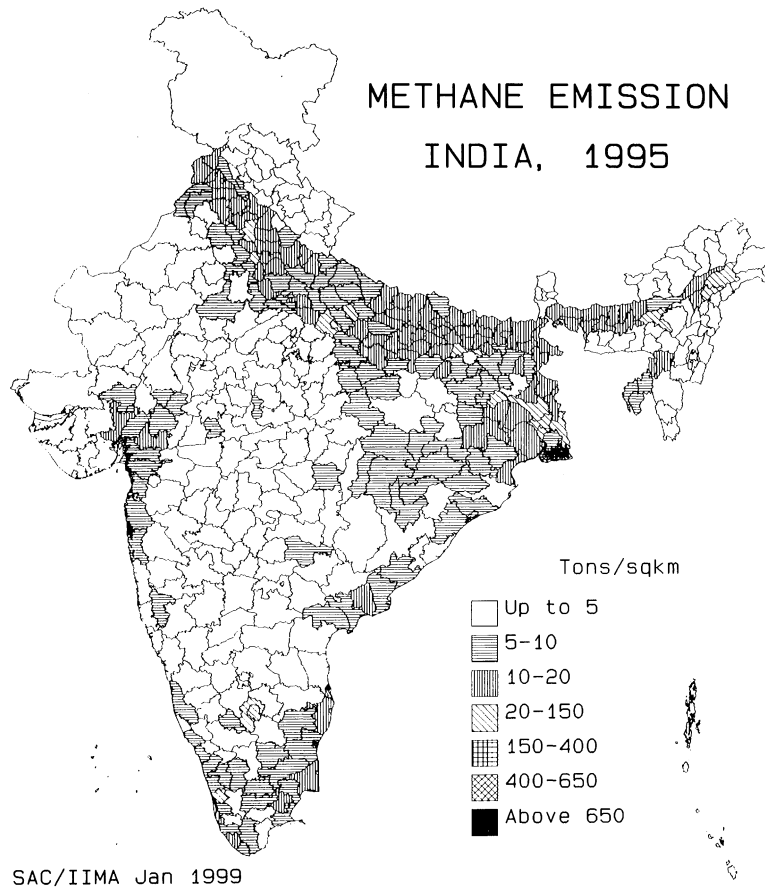 METHANE EMISSION
INDIA, 1995
Tons/sqkm
Up to 5
5-10
10-20
20-150
150-400
400-650
Above 650
SAC/IIMA Jan 1999